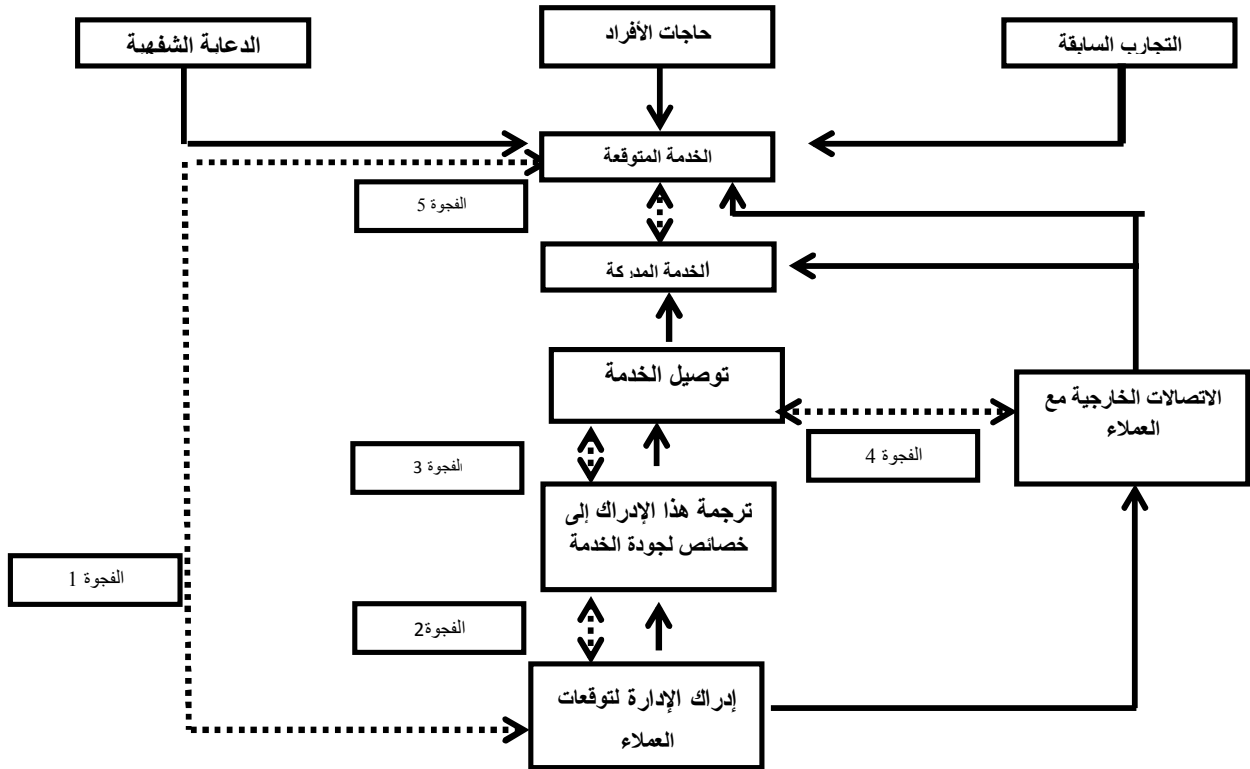 التجارب السابقة
حاجات الأفراد
الدعاية الشفهية
الخدمة المتوقعة
الفجوة 5
ألخدمة المدركة
توصيل الخدمة
الاتصالات الخارجية مع
العملاء
الفجوة 4
الفجوة 3
ترجمة هذا الإدراك إلى
خصائص لجودة الخدمة
الفجوة 1
الفجوة2
إدراك الإدارة لتوقعات
العملاء